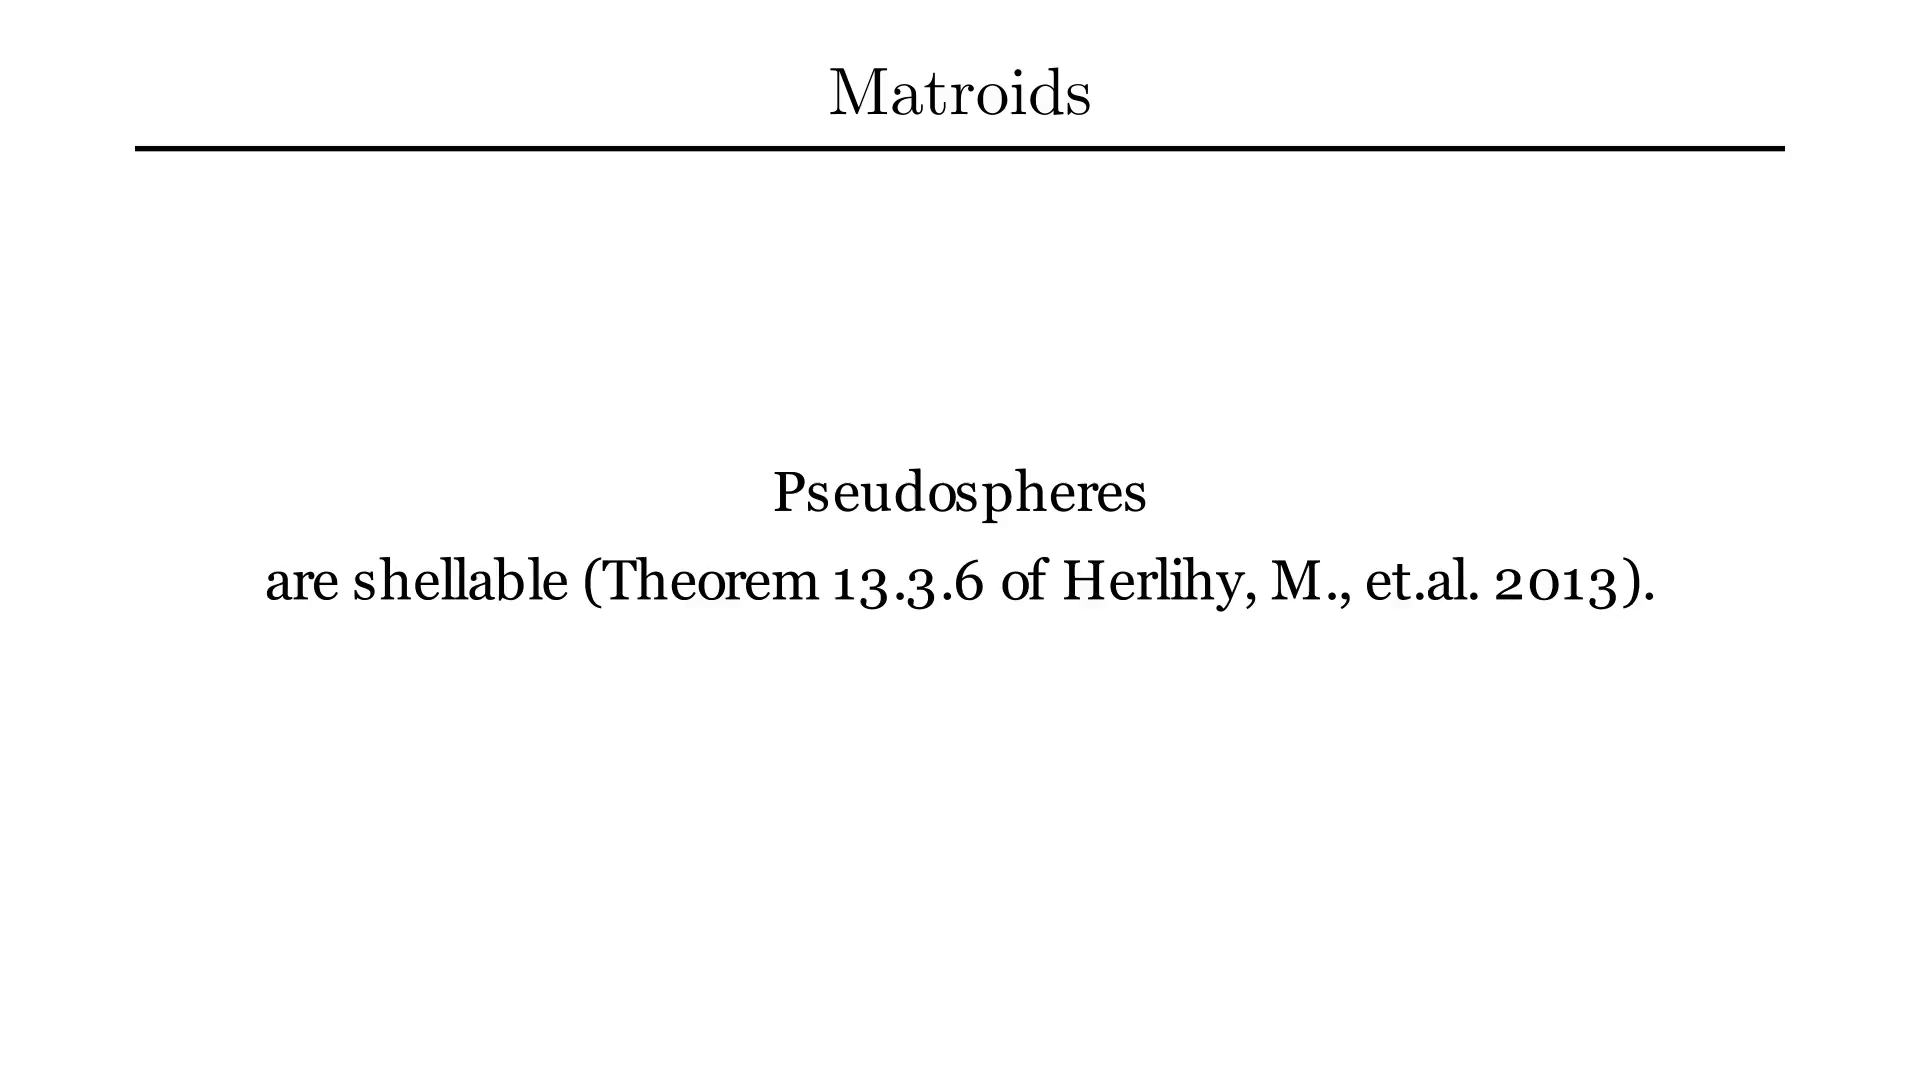 Matroids
Pseudospheres
are shellable (Theorem 13.3.6 of Herlihy, M., et.al. 2013).